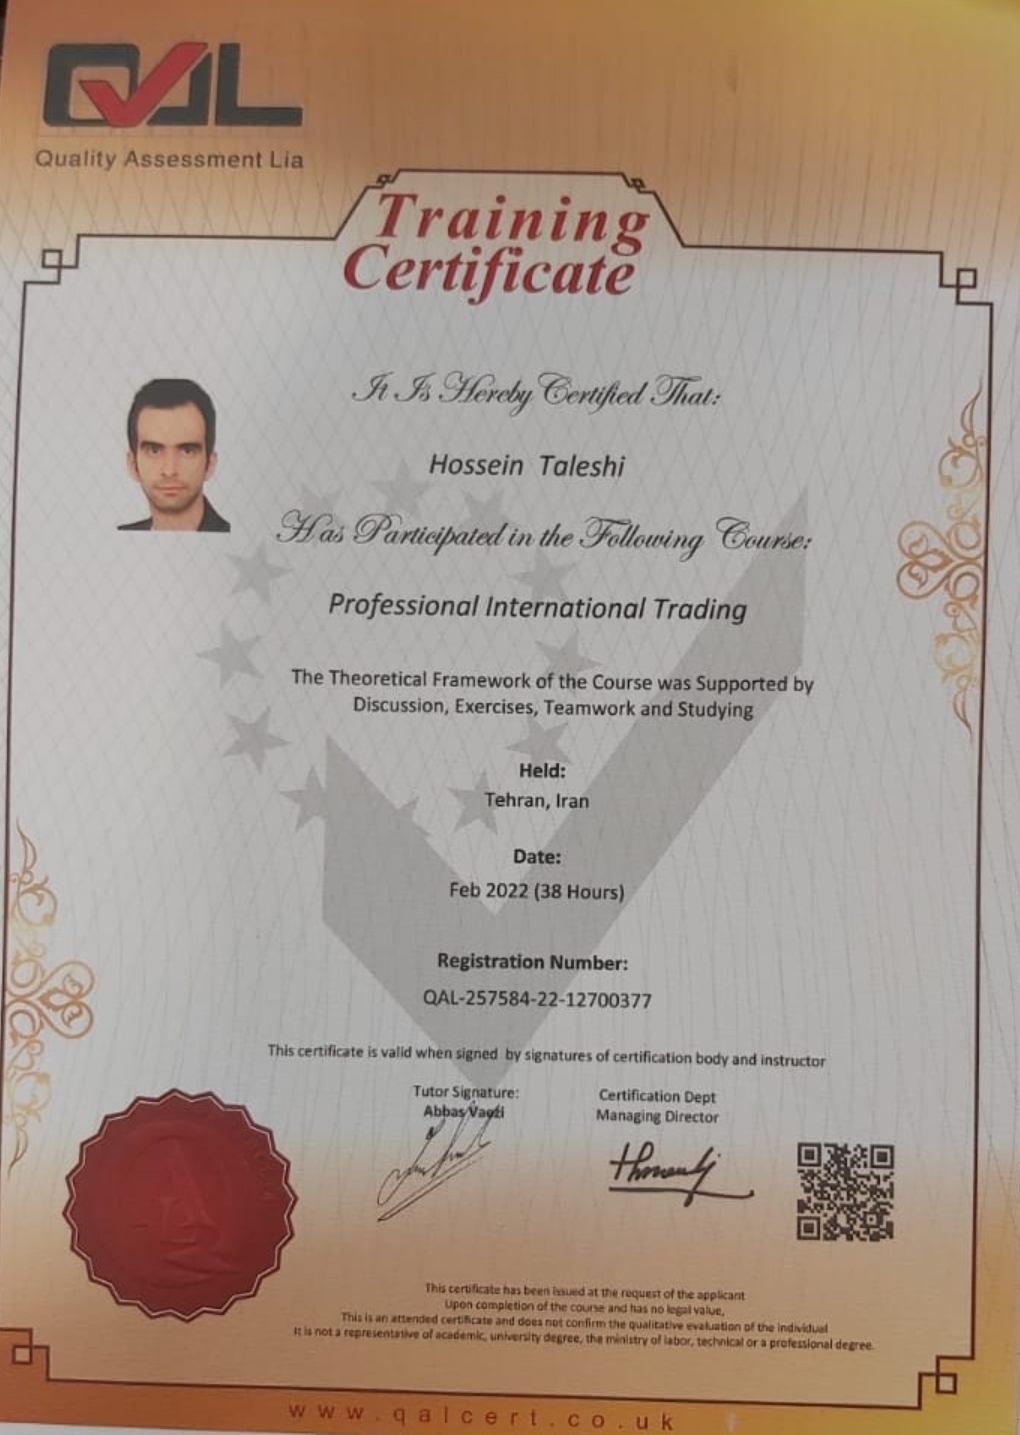 QAL
Quality Assessment Lia
Training
Certificate
It Is Hereby Certified That:
Hossein Taleshi
Has Participated in the Following Course:
Professional International Trading
The Theoretical Framework of the Course was Supported by
Discussion, Exercises, Teamwork and Studying
Held:
Tehran, Iran
Date:
Feb 2022 (38 Hours)
Registration Number:
QAL-257584-22-12700377
This certificate is valid when signed by signatures of certification body and instructor
Tutor Signature: Certification Dept
Abbas Vaezi Managing Director
This certificate has been issued at the request of the applicant
Upon completion of the course and has no legal value,
This is an attended certificate and does not confirm the qualitative evaluation of the individual
It is not a representative of academic, university degree, the ministry of labor, technical or a professional degree.
www.qalcert.co.uk